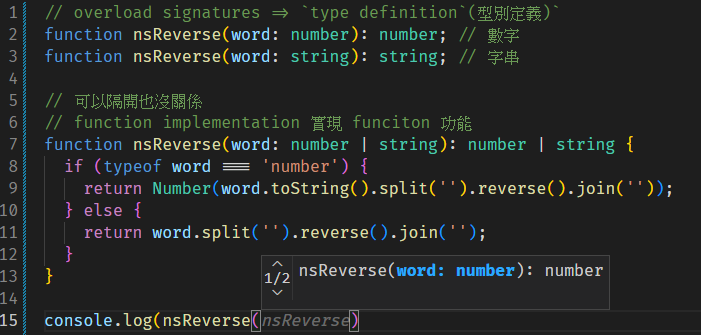 1 // overload signatures => `type definition`(型別定義)`
2 function nsReverse(word: number): number; // 數字
3 function nsReverse(word: string): string; // 字串
4
5 // 可以隔開也沒關係
6 // function implementation 實現 funciton 功能
7 function nsReverse(word: number | string): number | string {
8 if (typeof word === 'number') {
9 return Number(word.toString().split('').reverse().join(''));
10 } else {
11 return word.split('').reverse().join('');
12 }
1/2 nsReverse(word: number): number
13 }
14
15 console.log(nsReverse(nsReverse)